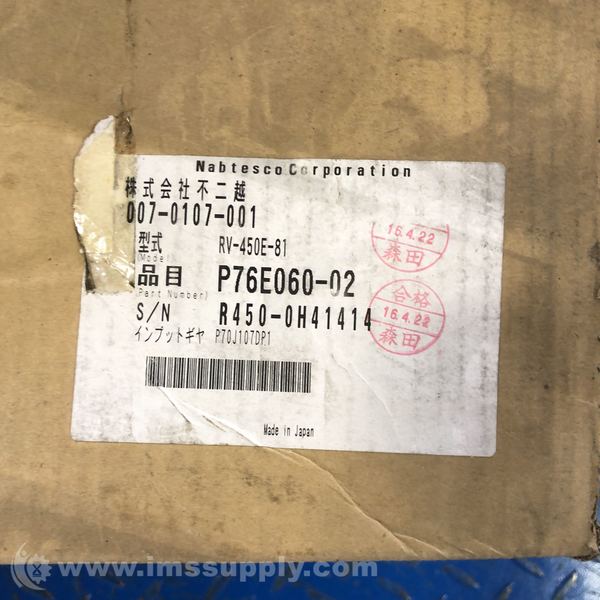 Nabtesco Corporation
株式会社不二越
007-0107-001
型式 RV-450E-81
(Model)
品目 P76E060-02
(Part Number)
S/N R450-0H41414
インプットギヤ P70J107DP1
Made in Japan
16.4.22
森田
合格
16.4.22
森田
www.imssupply.com